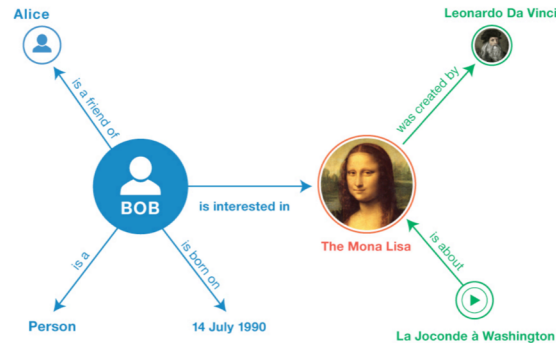 Alice
Leonardo Da Vinci
is a friend of
was created by
BOB
is interested in
The Mona Lisa
is a
is born on
is about
Person
14 July 1990
La Joconde à Washington